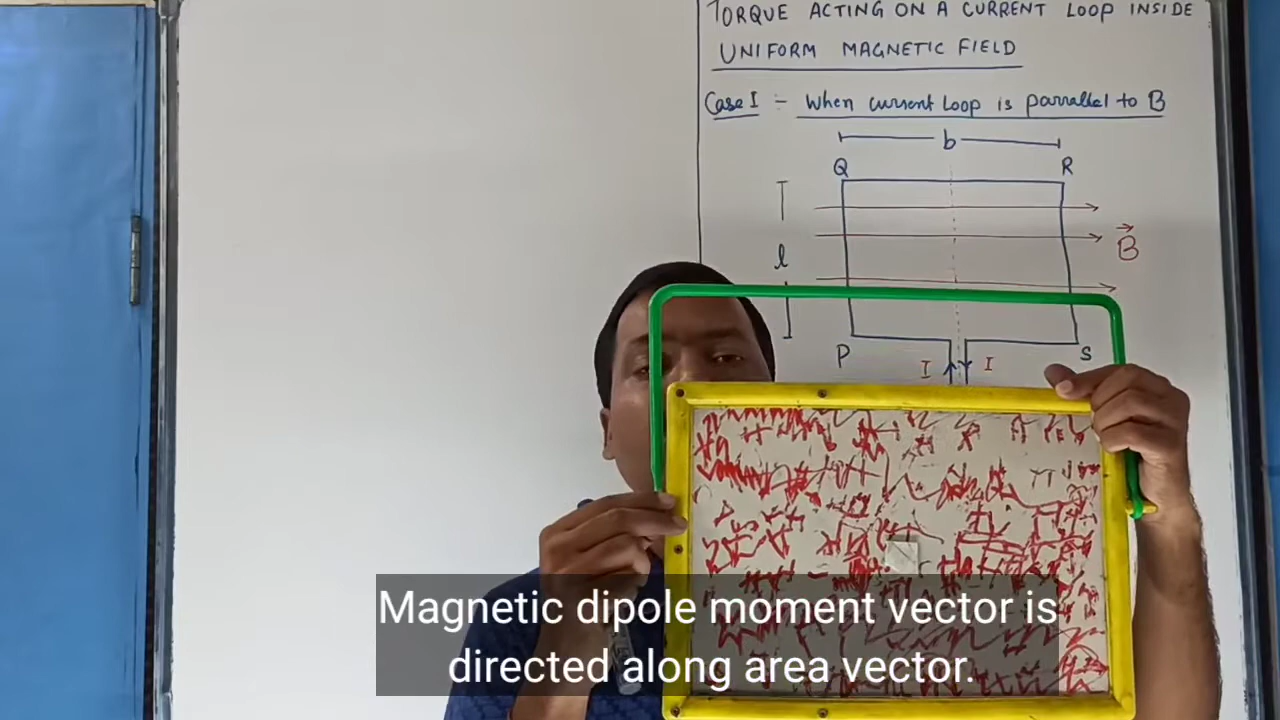 TORQUE ACTING ON A CURRENT LOOP INSIDE
UNIFORM MAGNETIC FIELD
Case I :- When current Loop is parrallel to B
b
Q R
l
B
P S
I I
Magnetic dipole moment vector is
directed along area vector.